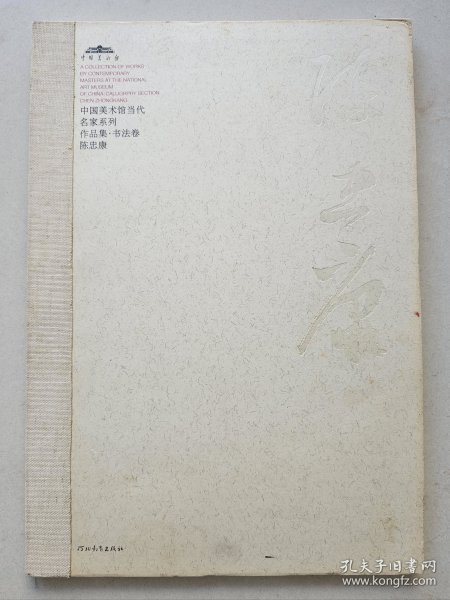 中国美术馆
A COLLECTION OF WORKS
BY CONTEMPORARY
MASTERS AT THE NATIONAL
ART MUSEUM
OF CHINA·CALLIGRAPHY SECTION
CHEN ZHONGKANG
中国美术馆当代
名家系列
作品集·书法卷
陈忠康
陈忠康
河北教育出版社
孔夫子旧书网
www.kongfz.com